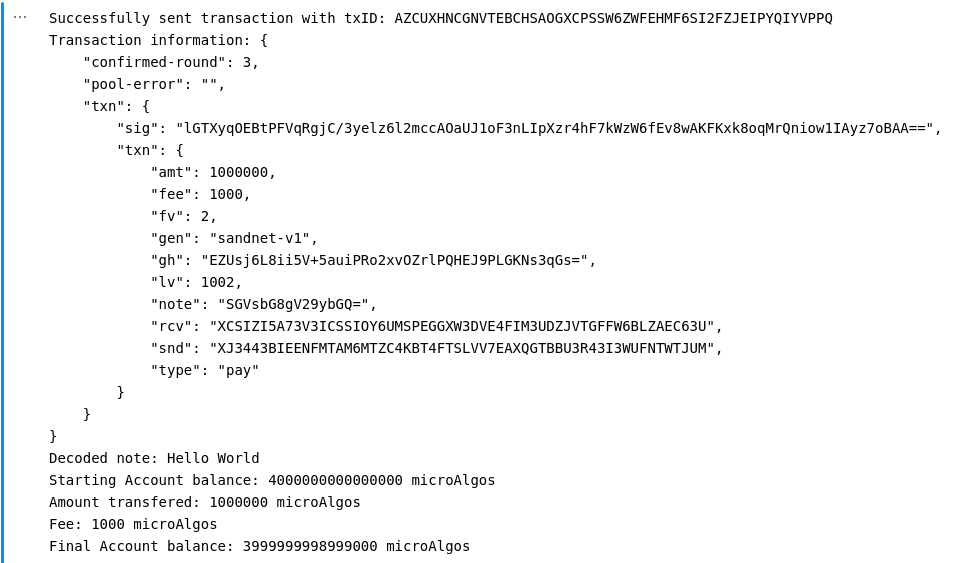 Successfully sent transaction with txID: AZCUXHNCGNVTEBCHSAOGXCPSSW6ZWFEHMF6SI2FZJEIPYQIYVPPQ
Transaction information: {
    "confirmed-round": 3,
    "pool-error": "",
    "txn": {
        "sig": "lGTXyqOEBtPFVqRgjC/3yelz6l2mccAOaUJ1oF3nLIpXzr4hF7kWzW6fEv8wAKFKxk8oqMrQniow1IAyz7oBAA==",
        "txn": {
            "amt": 1000000,
            "fee": 1000,
            "fv": 2,
            "gen": "sandnet-v1",
            "gh": "EZUsj6L8ii5V+5auiPRo2xvOZrlPQHEJ9PLGKNs3qGs=",
            "lv": 1002,
            "note": "SGVsbG8gV29ybGQ=",
            "rcv": "XCSIZI5A73V3ICSSIOY6UMSPEGGXW3DVE4FIM3UDZJVTGFFW6BLZAEC63U",
            "snd": "XJ3443BIEENFMTAM6MTZC4KBT4FTSLVV7EAXQGTBBU3R43I3WUFNTWTJUM",
            "type": "pay"
        }
    }
}
Decoded note: Hello World
Starting Account balance: 4000000000000000 microAlgos
Amount transfered: 1000000 microAlgos
Fee: 1000 microAlgos
Final Account balance: 3999999998999000 microAlgos